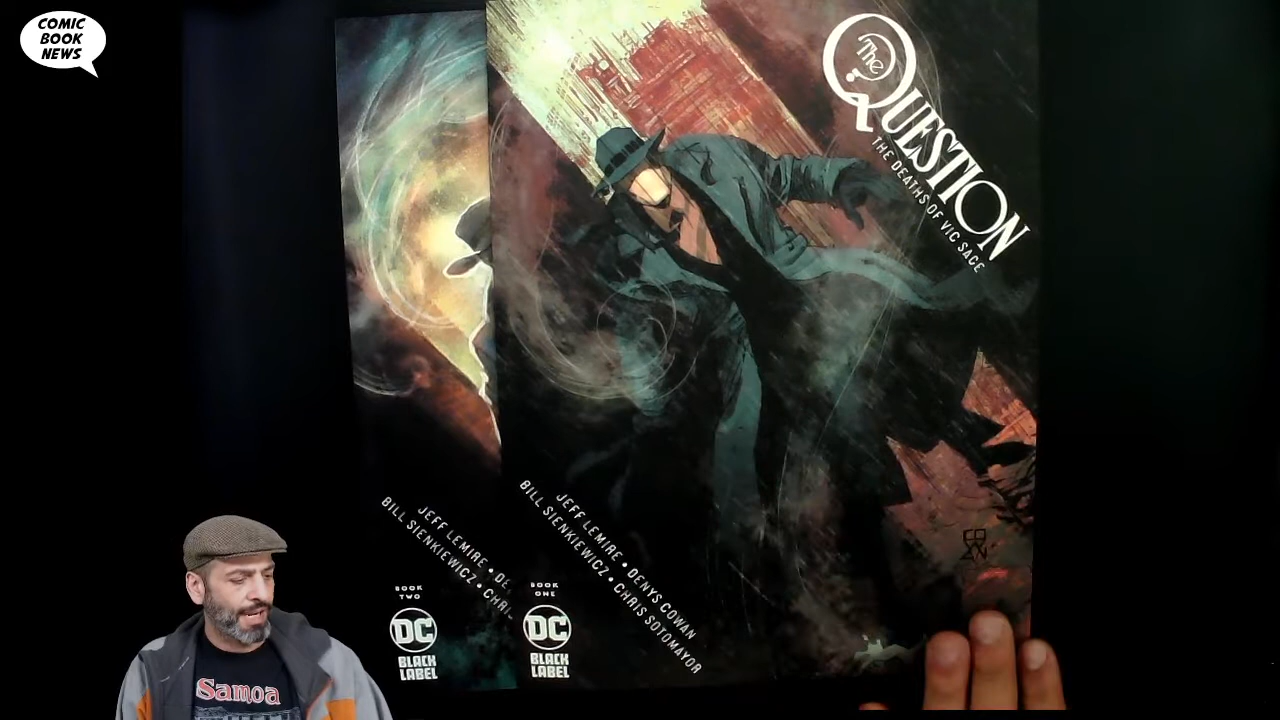 COMIC
BOOK
NEWS
The
QUESTION
THE DEATHS OF VIC SAGE
JEFF LEMIRE • DE
BILL SIENKIEWICZ • CHRI
BOOK
TWO
DC
BLACK
LABEL
JEFF LEMIRE • DENYS COWAN
BILL SIENKIEWICZ • CHRIS SOTOMAYOR
BOOK
ONE
DC
BLACK
LABEL
Samoa